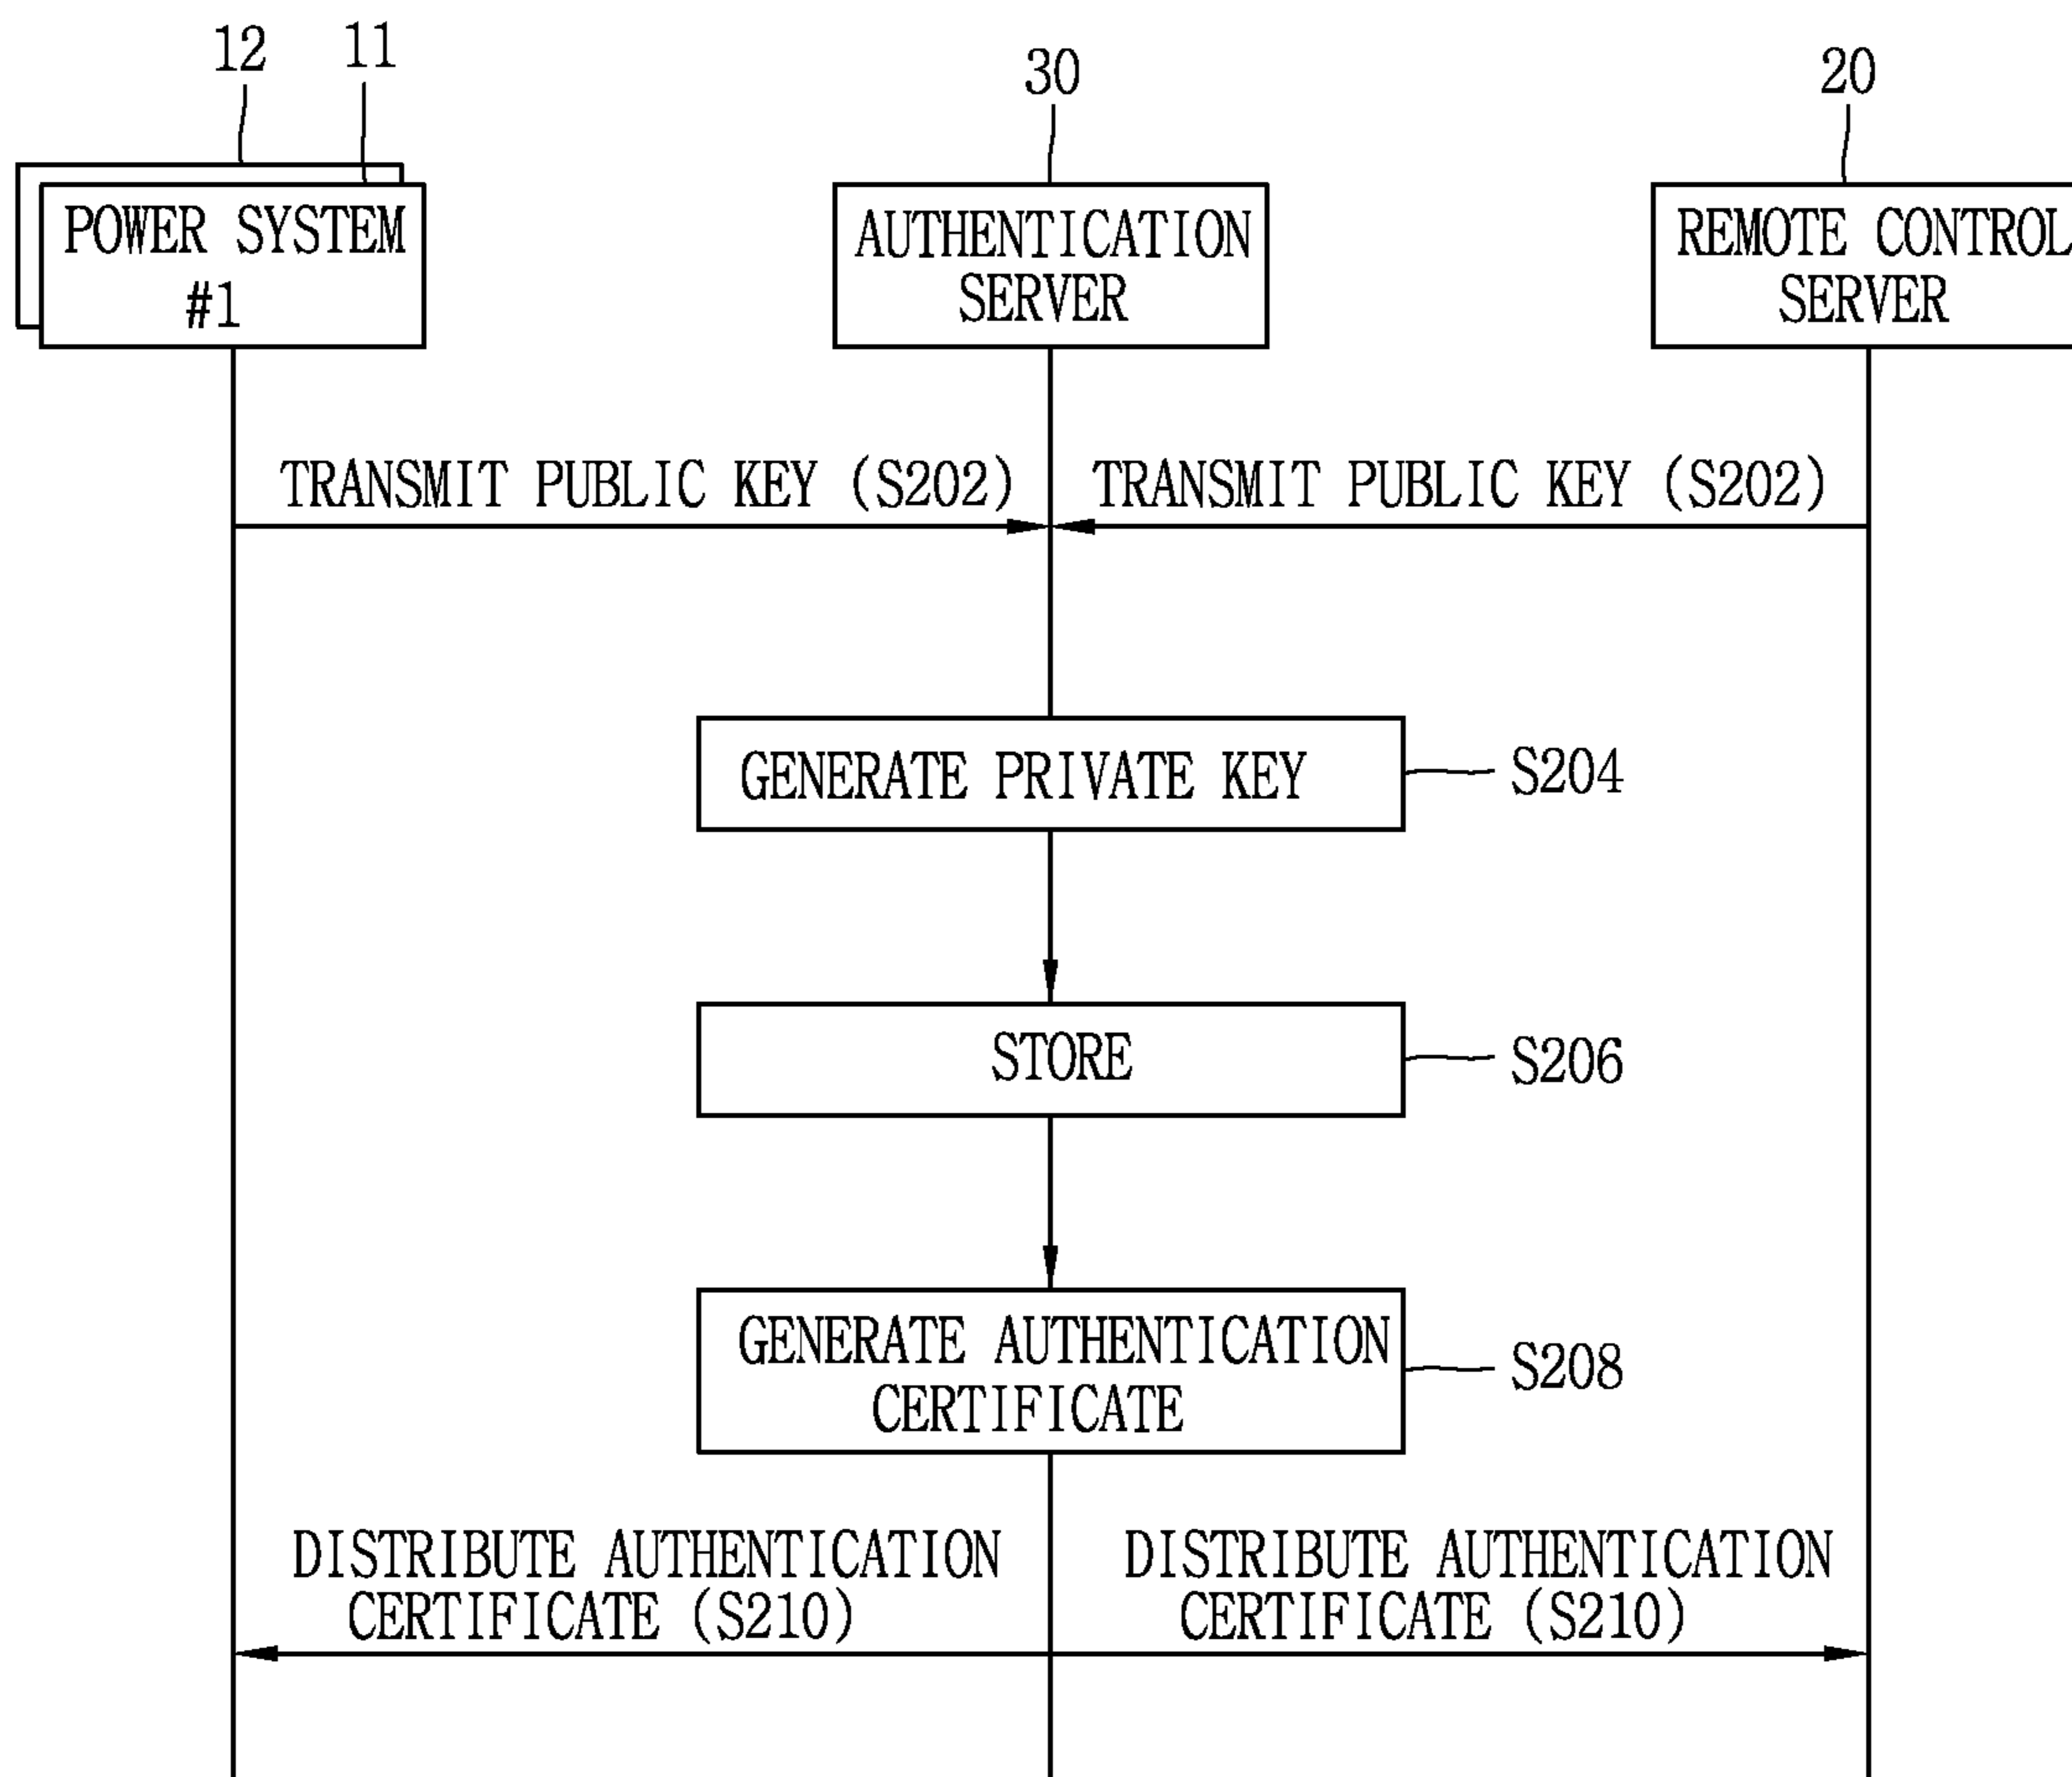 12
11
30
20
POWER SYSTEM
#1
AUTHENTICATION
SERVER
REMOTE CONTROL
SERVER
TRANSMIT PUBLIC KEY (S202)
TRANSMIT PUBLIC KEY (S202)
GENERATE PRIVATE KEY
S204
STORE
S206
GENERATE AUTHENTICATION
CERTIFICATE
S208
DISTRIBUTE AUTHENTICATION
CERTIFICATE (S210)
DISTRIBUTE AUTHENTICATION
CERTIFICATE (S210)